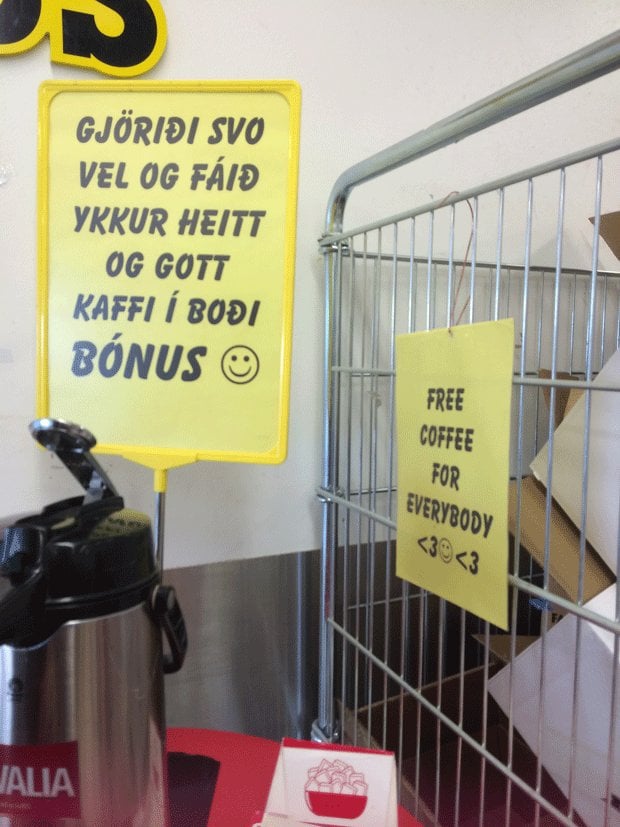 GJÖRIÐI SVO
VEL OG FÁIÐ
YKKUR HEITT
OG GOTT
KAFFI Í BOÐI
BÓNUS ☺
FREE
COFFEE
FOR
EVERYBODY
<3☺<3
VALIA